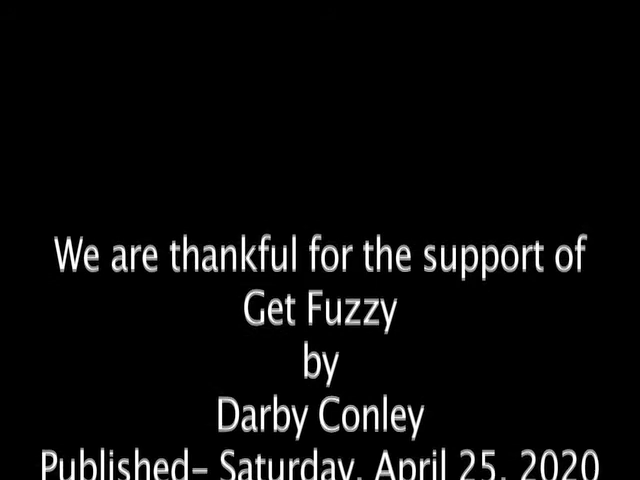 We are thankful for the support of
Get Fuzzy
by
Darby Conley
Published- Saturday, April 25, 2020